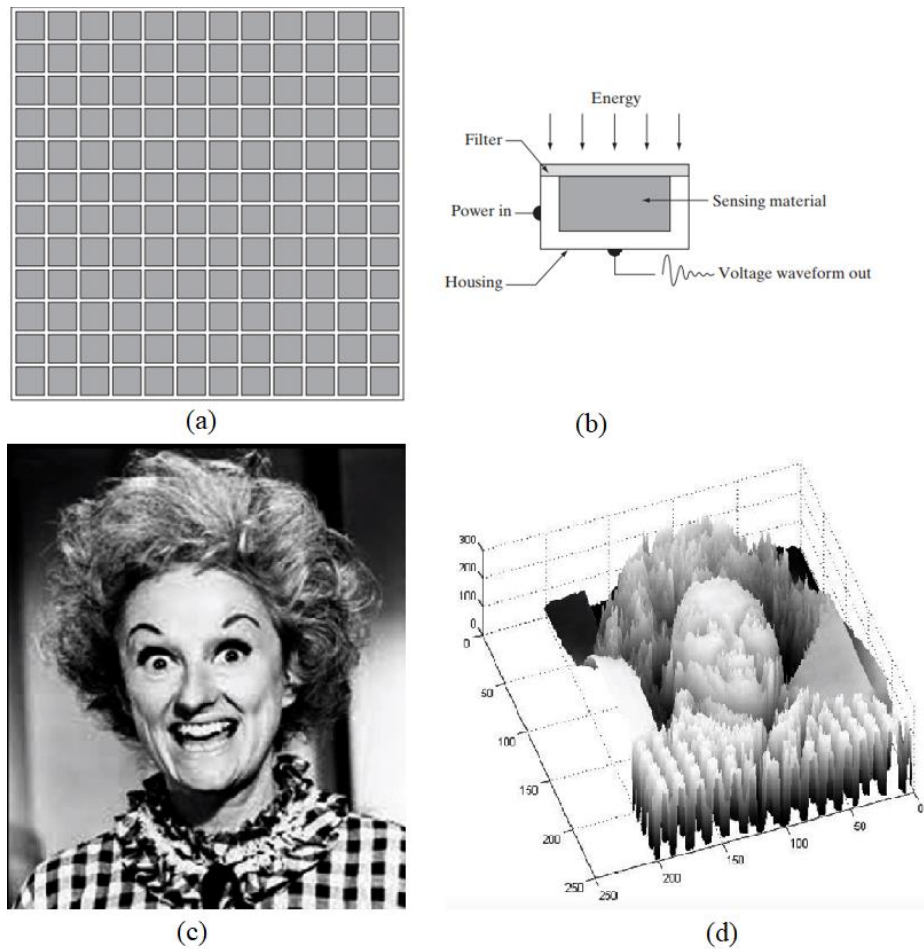 Energy
Filter
Power in
Sensing material
Housing
Voltage waveform out
(a)
(b)
300
200
100
0
0
50
100
150
200
250
250
200
150
100
50
0
(c)
(d)